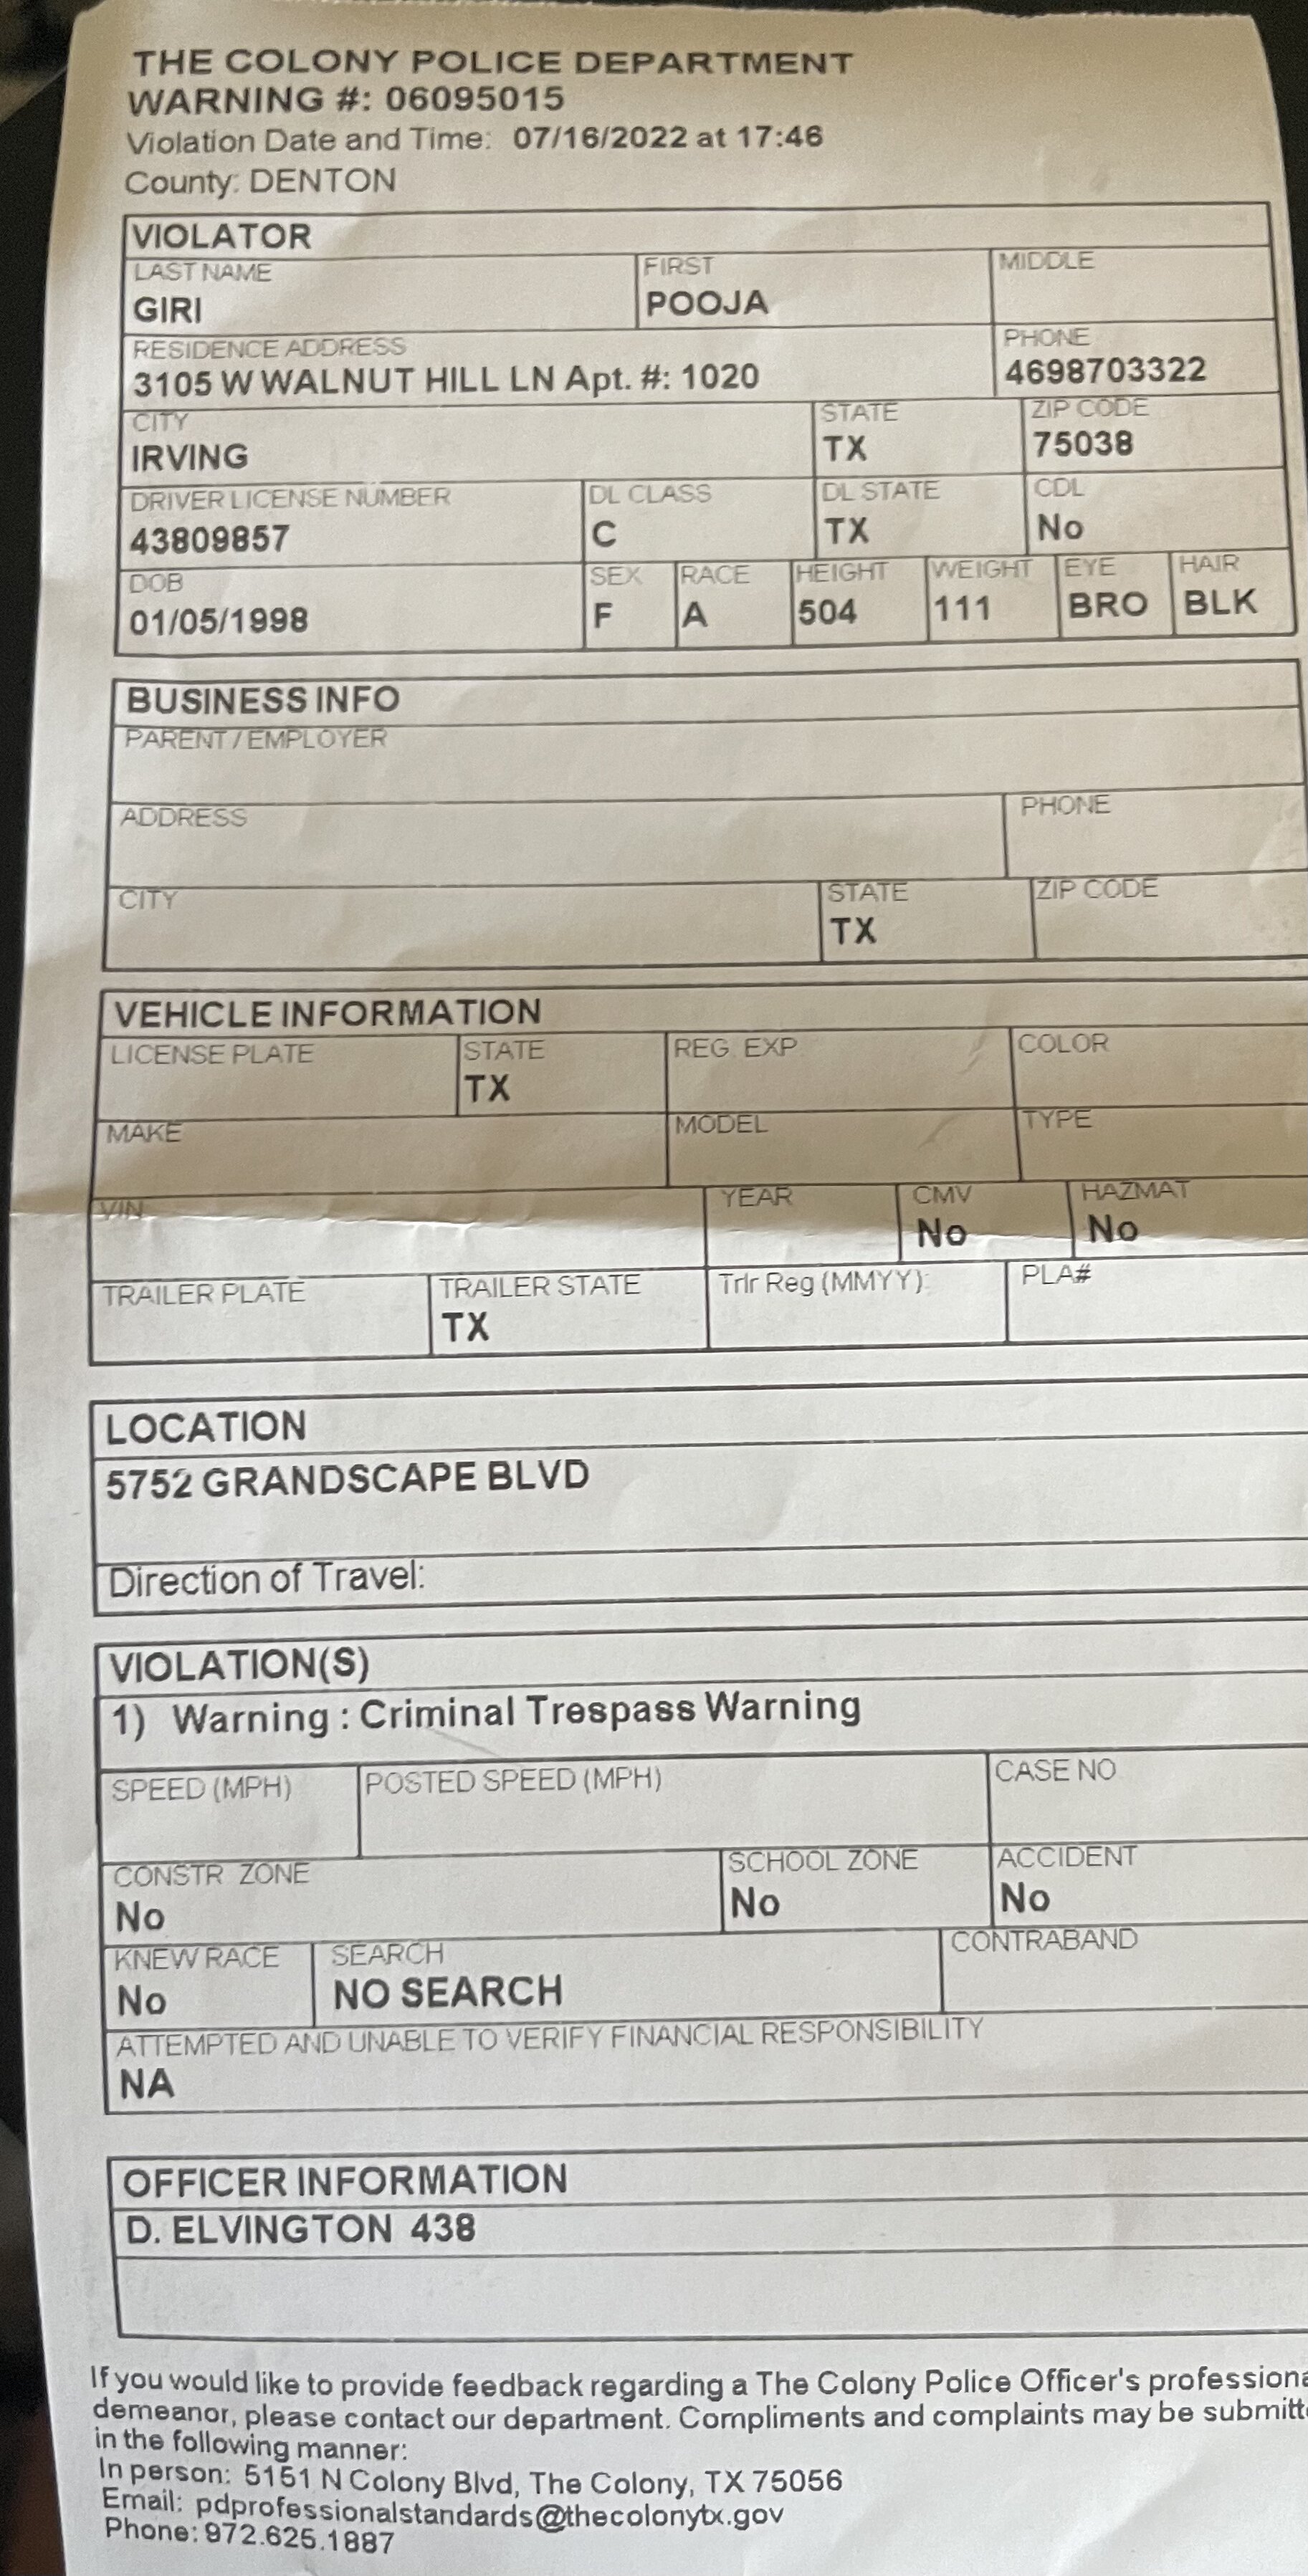 THE COLONY POLICE DEPARTMENT
WARNING #: 06095015
Violation Date and Time: 07/16/2022 at 17:46
County: DENTON
VIOLATOR
LAST NAME FIRST MIDDLE
GIRI POOJA
RESIDENCE ADDRESS PHONE
3105 W WALNUT HILL LN Apt. #: 1020 4698703322
CITY STATE ZIP CODE
IRVING TX 75038
DRIVER LICENSE NUMBER DL CLASS DL STATE CDL
43809857 C TX No
DOB SEX RACE HEIGHT WEIGHT EYE HAIR
01/05/1998 F A 504 111 BRO BLK
BUSINESS INFO
PARENT / EMPLOYER
ADDRESS PHONE
CITY STATE ZIP CODE
TX
VEHICLE INFORMATION
LICENSE PLATE STATE REG. EXP. COLOR
TX
MAKE MODEL TYPE
VIN YEAR CMV HAZMAT
No No
TRAILER PLATE TRAILER STATE Trlr Reg (MMYY): PLA#
TX
LOCATION
5752 GRANDSCAPE BLVD
Direction of Travel:
VIOLATION(S)
1) Warning : Criminal Trespass Warning
SPEED (MPH) POSTED SPEED (MPH) CASE NO
CONSTR ZONE SCHOOL ZONE ACCIDENT
No No No
KNEW RACE SEARCH CONTRABAND
No NO SEARCH
ATTEMPTED AND UNABLE TO VERIFY FINANCIAL RESPONSIBILITY
NA
OFFICER INFORMATION
D. ELVINGTON 438
If you would like to provide feedback regarding a The Colony Police Officer's
demeanor, please contact our department. Compliments and complaints may be
in the following manner:
In person: 5151 N Colony Blvd, The Colony, TX 75056
Email: pdprofessionalstandards@thecolonytx.gov
Phone: 972.625.1887